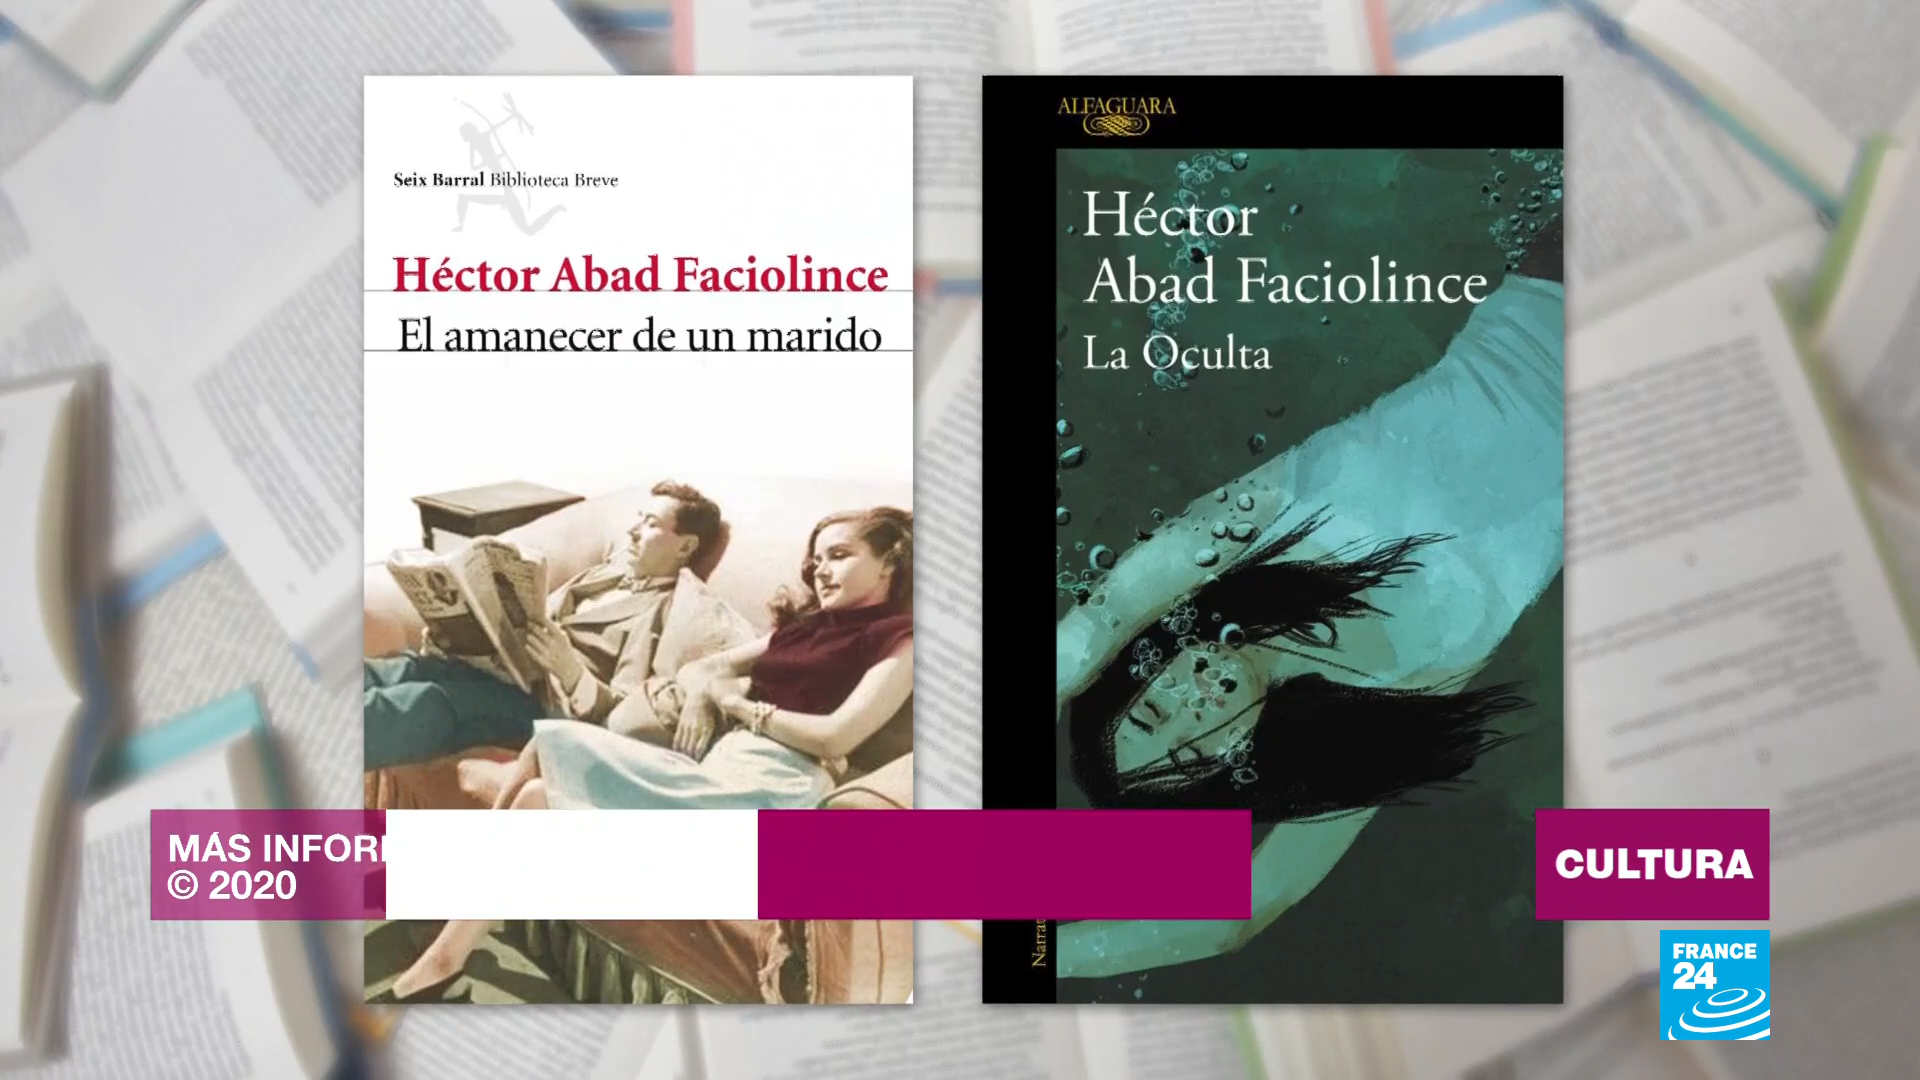 Seix Barral Biblioteca Breve
Héctor Abad Faciolince
El amanecer de un marido
ALFAGUARA
Héctor
Abad Faciolince
La Oculta
MÁS INFOR
© 2020
CULTURA
FRANCE
24